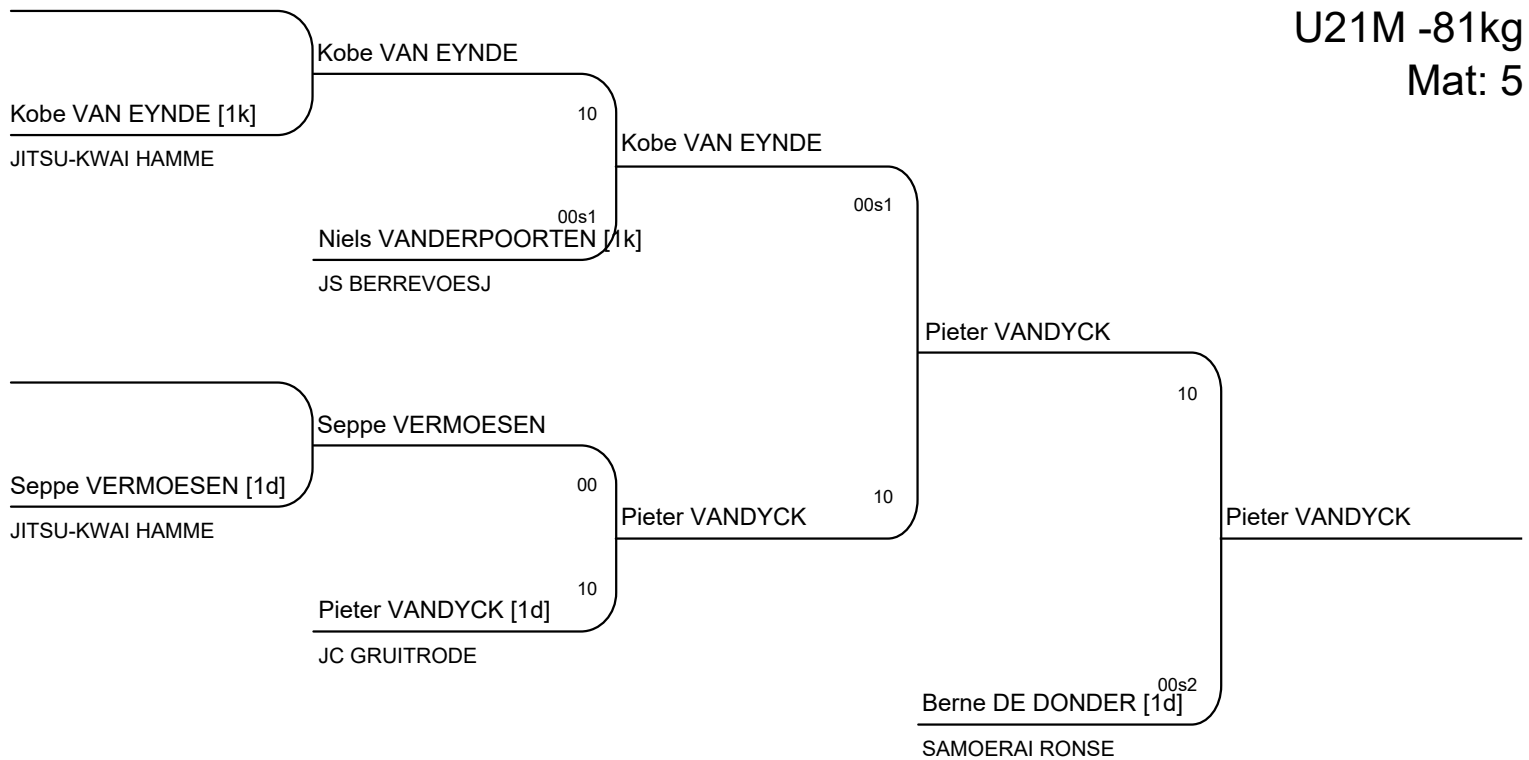 U21M -81kg
Mat: 5
Kobe VAN EYNDE
Kobe VAN EYNDE [1k]
10
JITSU-KWAI HAMME
Kobe VAN EYNDE
00s1
00s1
Niels VANDERPOORTEN [1k]
JS BERREVOESJ
Pieter VANDYCK
10
Seppe VERMOESEN
Seppe VERMOESEN [1d]
00
10
JITSU-KWAI HAMME
Pieter VANDYCK
Pieter VANDYCK
10
Pieter VANDYCK [1d]
JC GRUITRODE
00s2
Berne DE DONDER [1d]
SAMOERAI RONSE